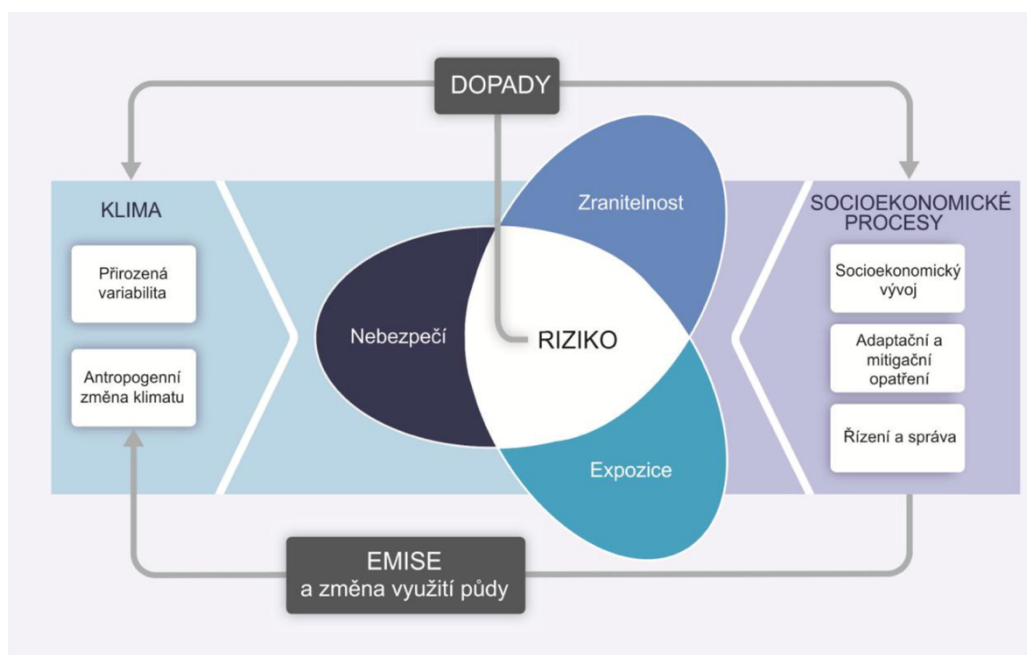 DOPADY
KLIMA
Přirozená
variabilita
Antropogenní
změna klimatu
Zranitelnost
Nebezpečí
RIZIKO
Expozice
SOCIOEKONOMICKÉ
PROCESY
Socioekonomický
vývoj
Adaptační a
mitigační
opatření
Řízení a správa
EMISE
a změna využití půdy